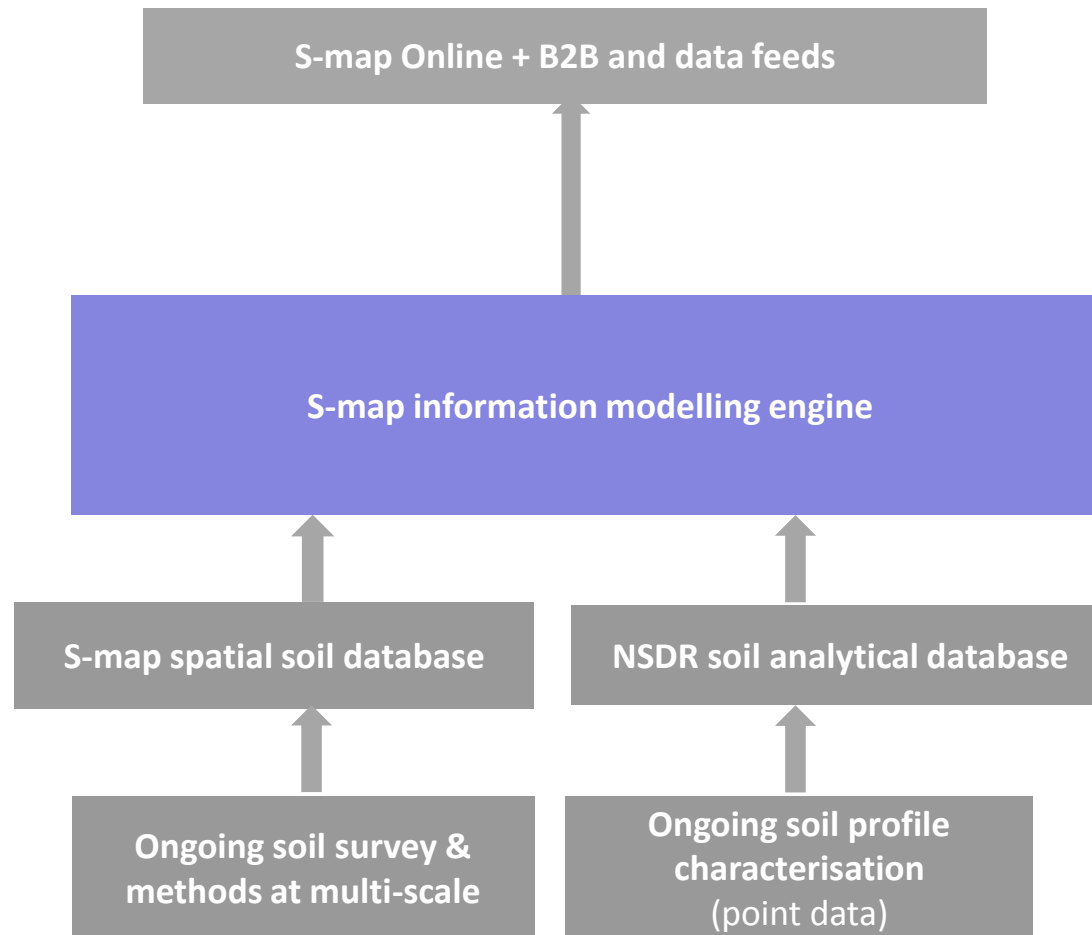 S-map Online + B2B and data feeds
S-map information modelling engine
S-map spatial soil database
NSDR soil analytical database
Ongoing soil survey &
methods at multi-scale
Ongoing soil profile
characterisation
(point data)